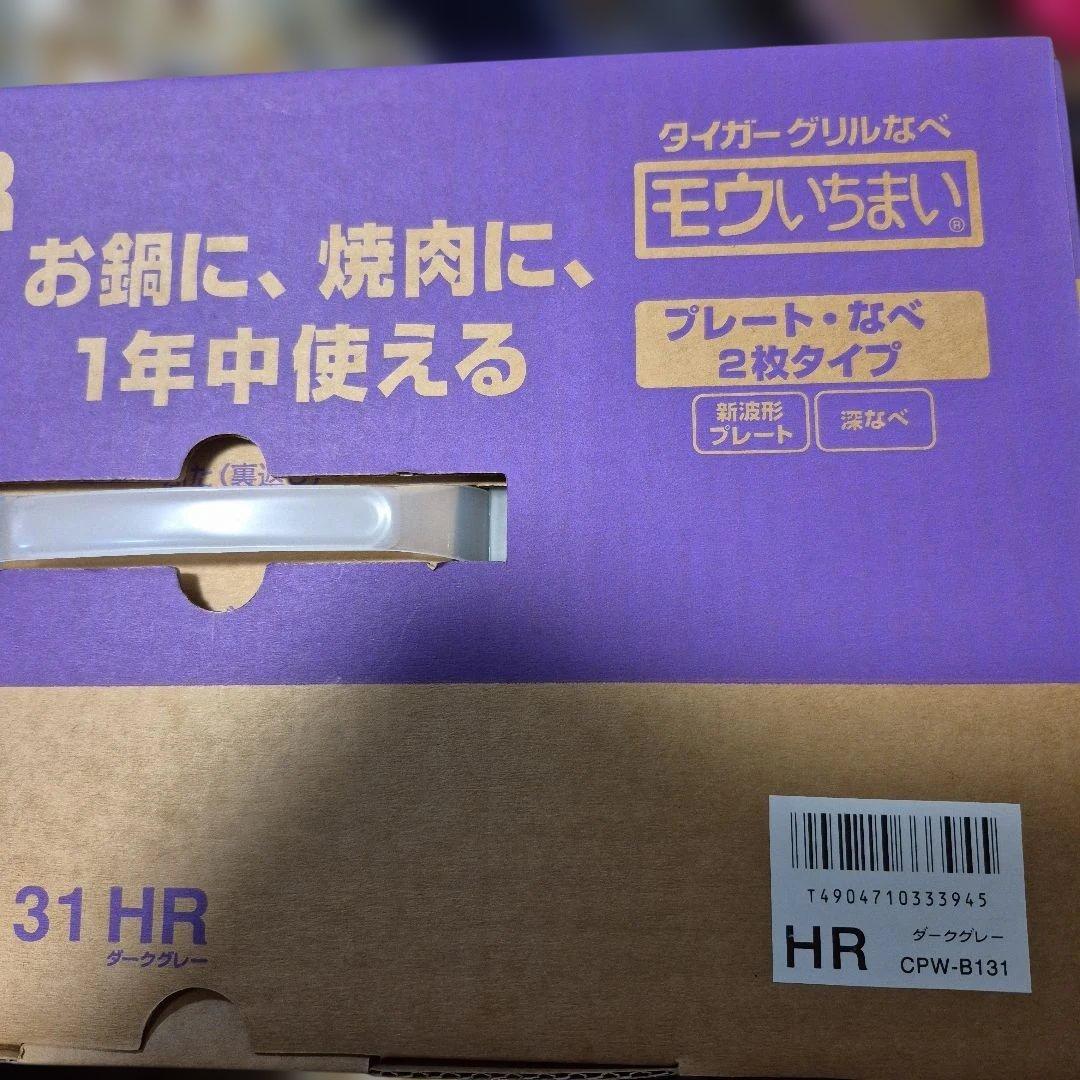 R
お鍋に、焼肉に、
1年中使える
タイガーグリルなべ
モウいちまい®
プレート・なべ
2枚タイプ
新波形
プレート
深なべ
(裏返
31 HR
ダークグレー
T4904710333945
HR
ダークグレー
CPW-B131